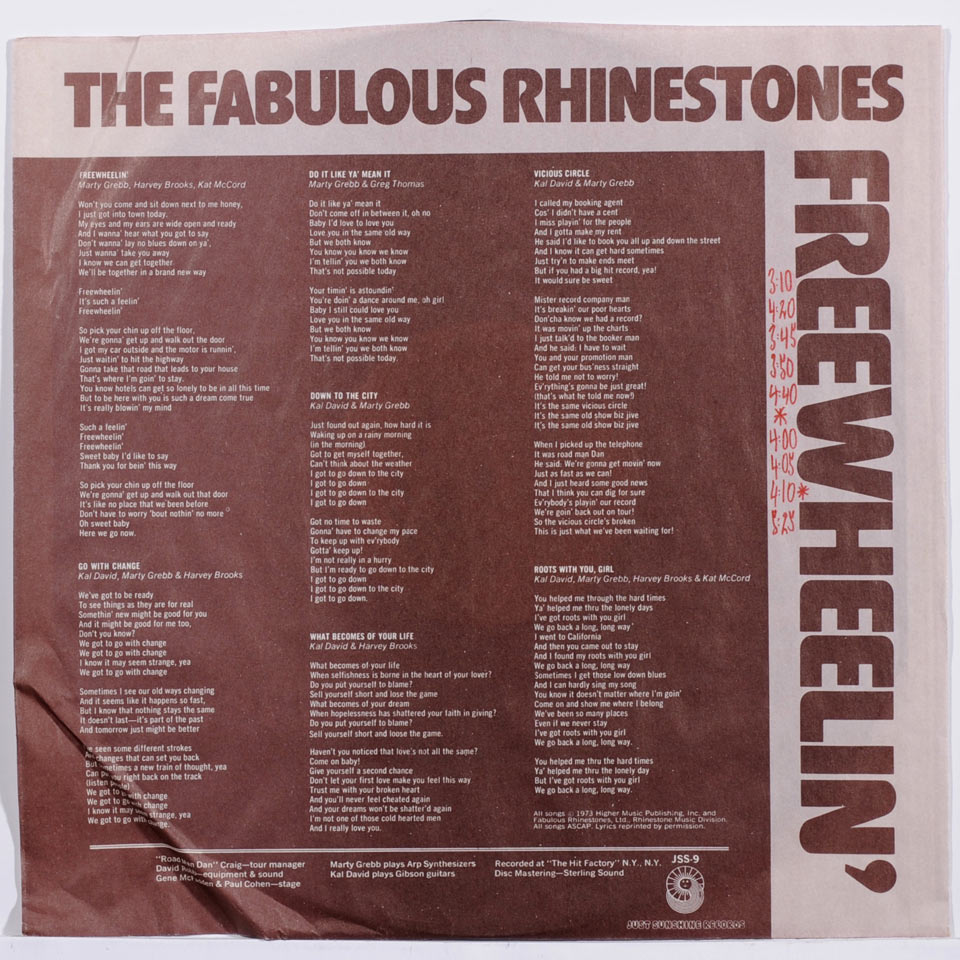 THE FABULOUS RHINESTONES
FREEWHEELIN'
FREEWHEELIN'
Marty Grebb, Harvey Brooks, Kat McCord
Won't you come and sit down next to me honey,
I just got into town today.
My eyes and my ears are wide open and ready
And I wanna' hear what you got to say
Don't wanna' lay no blues down on ya',
Just wanna' take you away
I know we can get together
We'll be together in a brand new way
Freewheelin'
It's such a feelin'
Freewheelin'
So pick your chin up off the floor,
We're gonna' get up and walk out the door
I got my car outside and the motor is runnin',
Just waitin' to hit the highway
Gonna take that road that leads to your house
That's where I'm goin' to stay.
You know hotels can get so lonely to be in all this time
But to be here with you is such a dream come true
It's really blowin' my mind
Such a feelin'
Freewheelin'
Freewheelin'
Sweet baby I'd like to say
Thank you for bein' this way
So pick your chin up off the floor
We're gonna' get up and walk out that door
It's like no place that we been before
Don't have to worry 'bout nothin' no more
Oh sweet baby
Here we go now.
GO WITH CHANGE
Kal David, Marty Grebb & Harvey Brooks
We've got to be ready
To see things as they are for real
Somethin' new might be good for you
And it might be good for me too,
Don't you know?
We got to go with change
We got to go with change
I know it may seem strange, yea
We got to go with change
Sometimes I see our old ways changing
And it seems like it happens so fast,
But I know that nothing stays the same
It doesn't last—it's part of the past
And tomorrow just might be better
seen some different strokes
changes that can set you back
sometimes a new train of thought, yea
Can you right back on the track
(listen
We got to go with change
We got to go with change
I know it may seem strange, yea
We got to go with change.
DO IT LIKE YA' MEAN IT
Marty Grebb & Greg Thomas
Do it like ya' mean it
Don't come off in between it, oh no
Baby I'd love to love you
Love you in the same old way
But we both know
You know you know we know
I'm tellin' you we both know
That's not possible today
Your timin' is astoundin'
You're doin' a dance around me, oh girl
Baby I still could love you
Love you in the same old way
But we both know
You know you know we know
I'm tellin' you we both know
That's not possible today.
DOWN TO THE CITY
Kal David & Marty Grebb
Just found out again, how hard it is
Waking up on a rainy morning
(in the morning)
Got to get myself together,
Can't think about the weather
I got to go down to the city
I got to go down
I got to go down to the city
I got to go down
Got no time to waste
Gonna' have to change my pace
To keep up with ev'rybody
Gotta' keep up!
I'm not really in a hurry
But I'm ready to go down to the city
I got to go down
I got to go down to the city
I got to go down.
WHAT BECOMES OF YOUR LIFE
Kal David & Harvey Brooks
What becomes of your life
When selfishness is borne in the heart of your lover?
Do you put yourself to blame?
Sell yourself short and lose the game
What becomes of your dream
When hopelessness has shattered your faith in giving?
Do you put yourself to blame?
Sell yourself short and loose the game.
Haven't you noticed that love's not all the same?
Come on baby!
Give yourself a second chance
Don't let your first love make you feel this way
Trust me with your broken heart
And you'll never feel cheated again
And your dreams won't be shatter'd again
I'm not one of those cold hearted men
And I really love you.
VICIOUS CIRCLE
Kal David & Marty Grebb
I called my booking agent
Cos' I didn't have a cent
I miss playin' for the people
And I gotta make my rent
He said I'd like to book you all up and down the street
And I know it can get hard sometimes
Just try'n to make ends meet
But if you had a big hit record, yea!
It would sure be sweet
Mister record company man
It's breakin' our poor hearts
Don'cha know we had a record?
It was movin' up the charts
I just talk'd to the booker man
And he said: I have to wait
You and your promotion man
Can get your bus'ness straight
He told me not to worry!
Ev'rything's gonna be just great!
(that's what he told me now!)
It's the same vicious circle
It's the same old show biz jive
It's the same old show biz jive
When I picked up the telephone
It was road man Dan
He said: We're gonna get movin' now
Just as fast as we can!
And I just heard some good news
That I think you can dig for sure
Ev'rybody's playin' our record
We're goin' back out on tour!
So the vicious circle's broken
This is just what we've been waiting for!
ROOTS WITH YOU, GIRL
Kal David, Marty Grebb, Harvey Brooks & Kat McCord
You helped me through the hard times
Ya' helped me thru the lonely days
I've got roots with you girl
We go back a long, long way
I went to California
And then you came out to stay
And I found my roots with you girl
We go back a long, long way
Sometimes I get those low down blues
And I can hardly sing my song
You know it doesn't matter where I'm goin'
Come on and show me where I belong
We've been so many places
Even if we never stay
I've got roots with you girl
We go back a long, long way.
You helped me thru the hard times
Ya' helped me thru the lonely day
But I've got roots with you girl
We go back a long, long way.
All songs © 1973 Higher Music Publishing, Inc. and
Fabulous Rhinestones, Ltd., Rhinestone Music Division.
All songs ASCAP. Lyrics reprinted by permission.
3:10
4:20
3:45
3:50
4:40
*
4:00
4:05
4:10 *
5:25
"Road Dan" Craig—tour manager
David —equipment & sound
Gene & Paul Cohen—stage
Marty Grebb plays Arp Synthesizers
Kal David plays Gibson guitars
Recorded at "The Hit Factory" N.Y., N.Y.
Disc Mastering—Sterling Sound
JSS-9
JUST SUNSHINE RECORDS